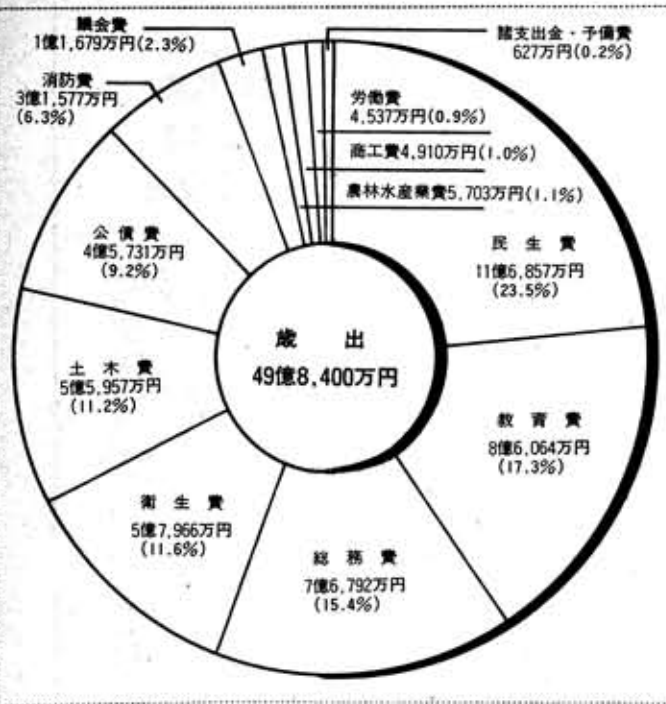 議会費
1億1,679万円(2.3%)
諸支出金・予備費
627万円(0.2%)
消防費
3億1,577万円
(6.3%)
労働費
4,537万円(0.9%)
商工費4,910万円(1.0%)
農林水産業費5,703万円(1.1%)
公債費
4億5,731万円
(9.2%)
民生費
11億6,857万円
(23.5%)
歳出
49億8,400万円
土木費
5億5,957万円
(11.2%)
教育費
8億6,064万円
(17.3%)
衛生費
5億7,966万円
(11.6%)
総務費
7億6,792万円
(15.4%)